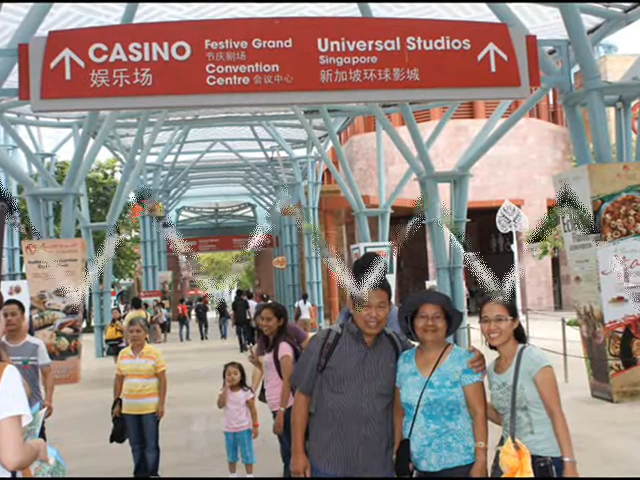 CASINO
娱乐场
Festive Grand
节庆剧场
Convention
Centre 会议中心
Universal Studios
Singapore
新加坡环球影城